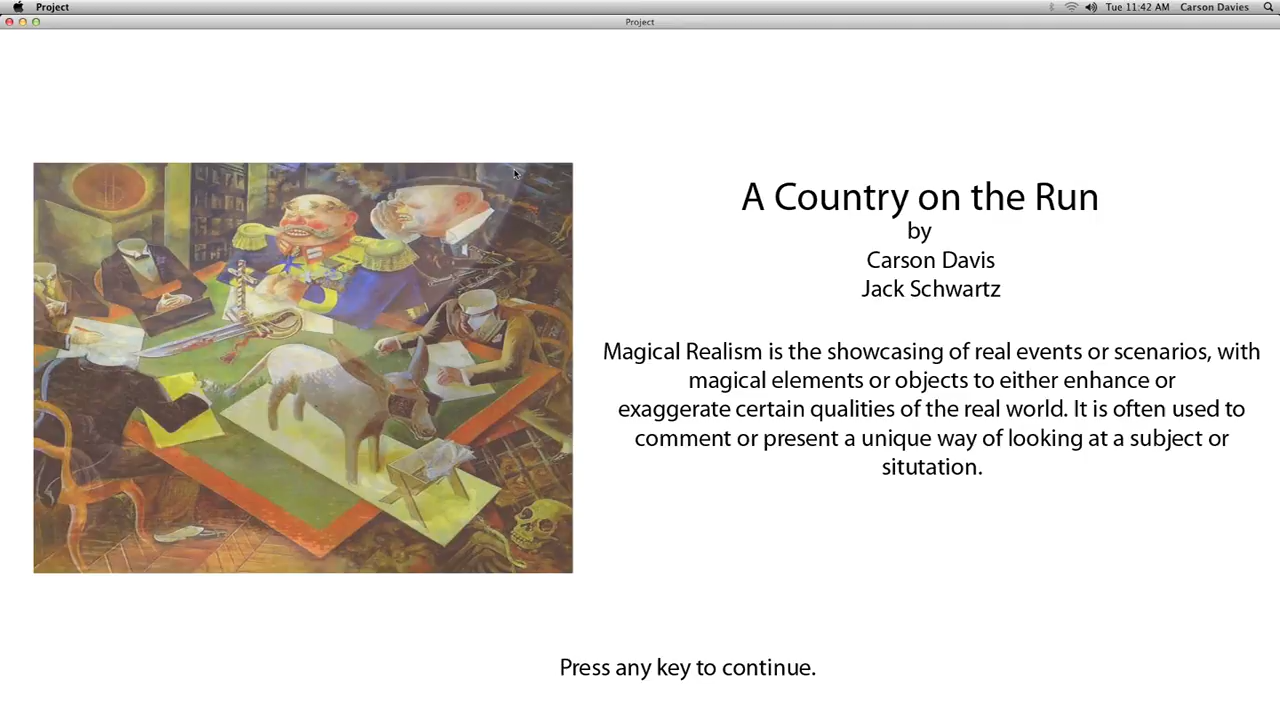 Project
Tue 11:42 AM Carson Davies
Project
A Country on the Run
by
Carson Davis
Jack Schwartz
Magical Realism is the showcasing of real events or scenarios, with
magical elements or objects to either enhance or
exaggerate certain qualities of the real world. It is often used to
comment or present a unique way of looking at a subject or
situtation.
Press any key to continue.